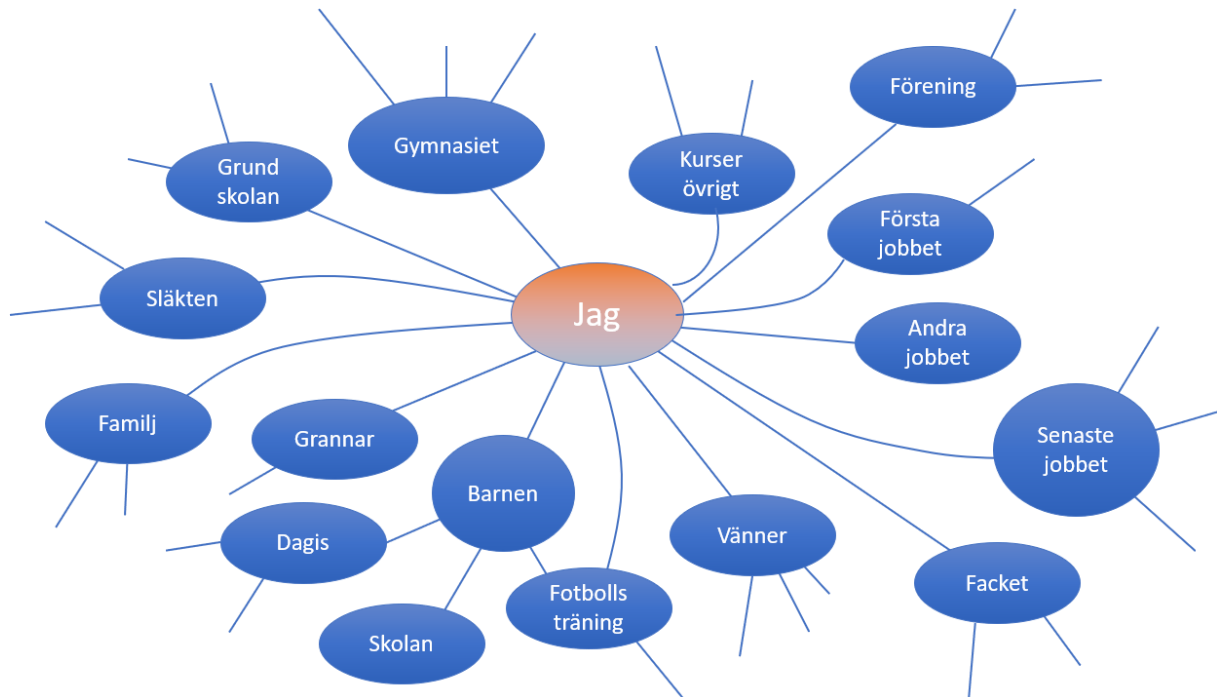 Förening
Gymnasiet
Kurser
övrigt
Grund
skolan
Första
jobbet
Släkten
Jag
Andra
jobbet
Familj
Grannar
Senaste
jobbet
Barnen
Dagis
Vänner
Facket
Fotbolls
träning
Skolan